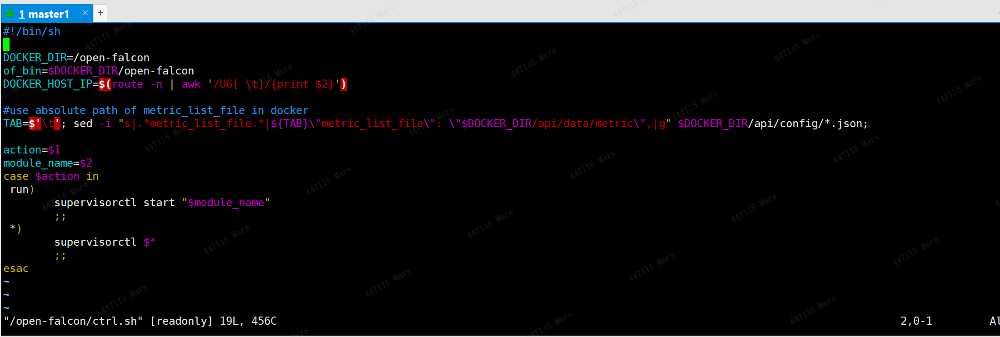 1 master1 × +
#!/bin/sh
DOCKER_DIR=/open-falcon
of_bin=$DOCKER_DIR/open-falcon
DOCKER_HOST_IP=$(route -n | awk '/UG[ \t]/{print $2}')
#use absolute path of metric_list_file in docker
TAB=$'\t'; sed -i "s|.*metric_list_file.*|${TAB}\"metric_list_file\": \"$DOCKER_DIR/api/data/metric\",|g" $DOCKER_DIR/api/config/*.json;
action=$1
module_name=$2
case $action in
 run)
        supervisorctl start "$module_name"
        ;;
 *)
        supervisorctl $*
        ;;
esac
~
~
~
"/open-falcon/ctrl.sh" [readonly] 19L, 456C 2,0-1 Al
447115 Mars